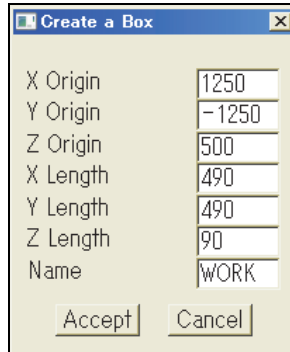 Create a Box
X Origin 1250
Y Origin -1250
Z Origin 500
X Length 490
Y Length 490
Z Length 90
Name WORK
Accept Cancel